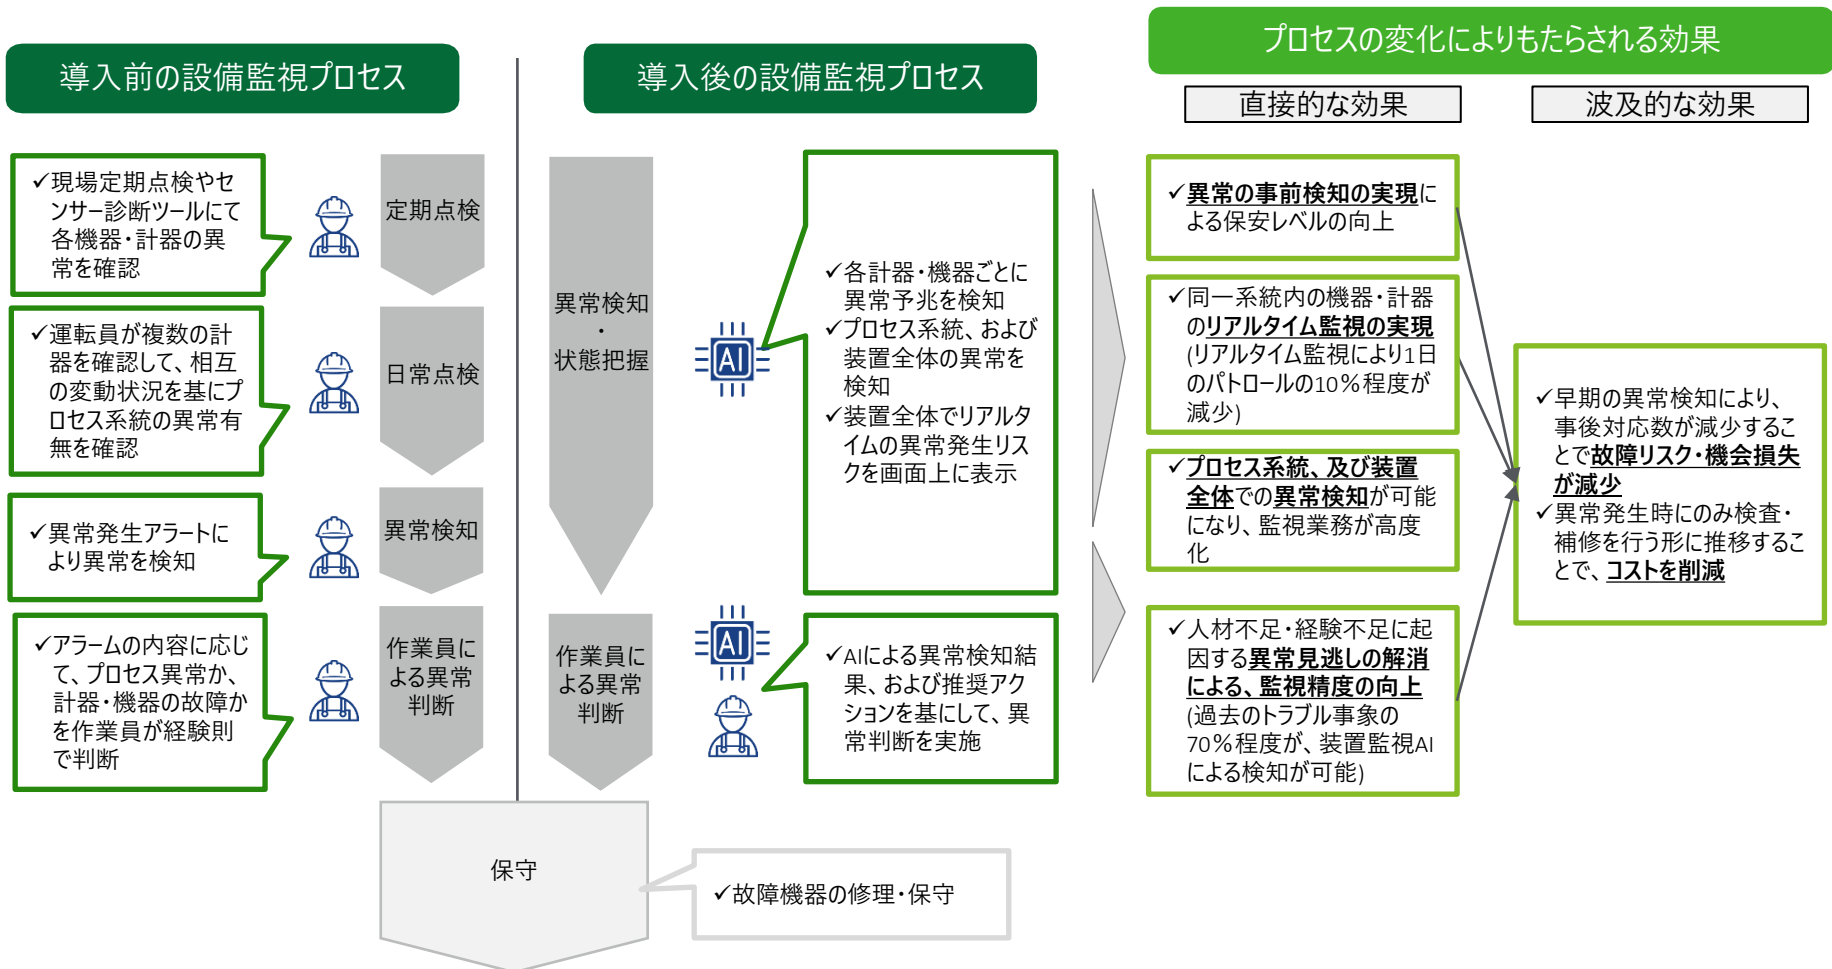 導入前の設備監視プロセス
導入後の設備監視プロセス
プロセスの変化によりもたらされる効果
直接的な効果
波及的な効果
✓現場定期点検やセ
ンサー診断ツールにて
各機器・計器の異
常を確認
定期点検
✓運転員が複数の計
器を確認して、相互
の変動状況を基にプ
ロセス系統の異常有
無を確認
日常点検
✓異常発生アラートに
より異常を検知
異常検知
✓アラームの内容に応じ
て、プロセス異常か、
計器・機器の故障か
を作業員が経験則
で判断
作業員に
よる異常
判断
異常検知
・
状態把握
AI
✓各計器・機器ごとに
異常予兆を検知
✓プロセス系統、および
装置全体の異常を
検知
✓装置全体でリアルタ
イムの異常発生リス
クを画面上に表示
作業員に
よる異常
判断
AI
✓AIによる異常検知結
果、および推奨アク
ションを基にして、異
常判断を実施
保守
✓故障機器の修理・保守
✓異常の事前検知の実現に
よる保安レベルの向上
✓同一系統内の機器・計器
のリアルタイム監視の実現
(リアルタイム監視により1日
のパトロールの10%程度が
減少)
✓プロセス系統、及び装置
全体での異常検知が可能
になり、監視業務が高度
化
✓人材不足・経験不足に起
因する異常見逃しの解消
による、監視精度の向上
(過去のトラブル事象の
70%程度が、装置監視AI
による検知が可能)
✓早期の異常検知により、
事後対応数が減少するこ
とで故障リスク・機会損失
が減少
✓異常発生時にのみ検査・
補修を行う形に推移するこ
とで、コストを削減